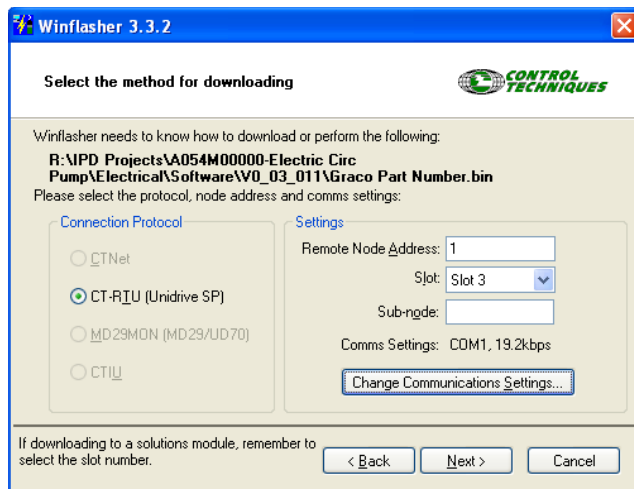 Winflasher 3.3.2
Select the method for downloading
CONTROL
TECHNIQUES
Winflasher needs to know how to download or perform the following:
R:\IPD Projects\A054M00000-Electric Circ
Pump\Electrical\Software\V0_03_011\Graco Part Number.bin
Please select the protocol, node address and comms settings:
Connection Protocol
CTNet
CT-RTU (Unidrive SP)
MD29MON (MD29/UD70)
CTIU
Settings
Remote Node Address: 1
Slot: Slot 3
Sub-node:
Comms Settings: COM1, 19.2kbps
Change Communications Settings...
If downloading to a solutions module, remember to
select the slot number.
< Back
Next >
Cancel